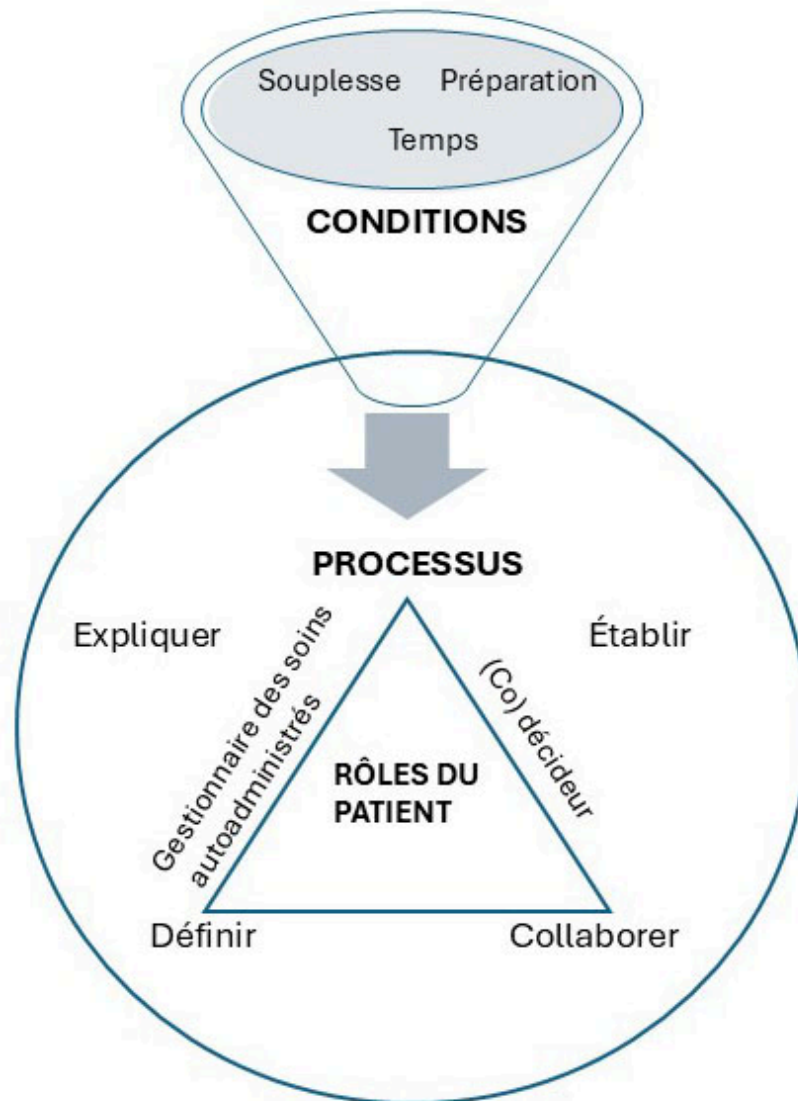 Souplesse Préparation
Temps
CONDITIONS
PROCESSUS
Expliquer
Établir
Gestionnaire des soins
autoadministrés
(Co) décideur
RÔLES DU
PATIENT
Définir
Collaborer